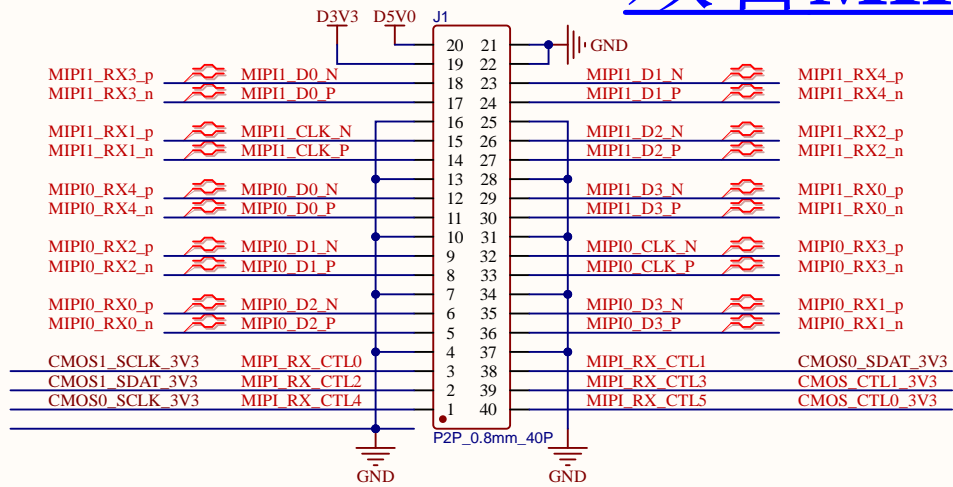 D3V3 D5V0 J1
20 21 GND
19 22
MIPI1_RX3_p MIPI1_D0_N 18 23 MIPI1_D1_N MIPI1_RX4_p
MIPI1_RX3_n MIPI1_D0_P 17 24 MIPI1_D1_P MIPI1_RX4_n
16 25
MIPI1_RX1_p MIPI1_CLK_N 15 26 MIPI1_D2_N MIPI1_RX2_p
MIPI1_RX1_n MIPI1_CLK_P 14 27 MIPI1_D2_P MIPI1_RX2_n
13 28
MIPI0_RX4_p MIPI0_D0_N 12 29 MIPI1_D3_N MIPI1_RX0_p
MIPI0_RX4_n MIPI0_D0_P 11 30 MIPI1_D3_P MIPI1_RX0_n
10 31
MIPI0_RX2_p MIPI0_D1_N 9 32 MIPI0_CLK_N MIPI0_RX3_p
MIPI0_RX2_n MIPI0_D1_P 8 33 MIPI0_CLK_P MIPI0_RX3_n
7 34
MIPI0_RX0_p MIPI0_D2_N 6 35 MIPI0_D3_N MIPI0_RX1_p
MIPI0_RX0_n MIPI0_D2_P 5 36 MIPI0_D3_P MIPI0_RX1_n
4 37
CMOS1_SCLK_3V3 MIPI_RX_CTL0 3 38 MIPI_RX_CTL1 CMOS0_SDAT_3V3
CMOS1_SDAT_3V3 MIPI_RX_CTL2 2 39 MIPI_RX_CTL3 CMOS_CTL1_3V3
CMOS0_SCLK_3V3 MIPI_RX_CTL4 1 40 MIPI_RX_CTL5 CMOS_CTL0_3V3
P2P_0.8mm_40P
GND GND